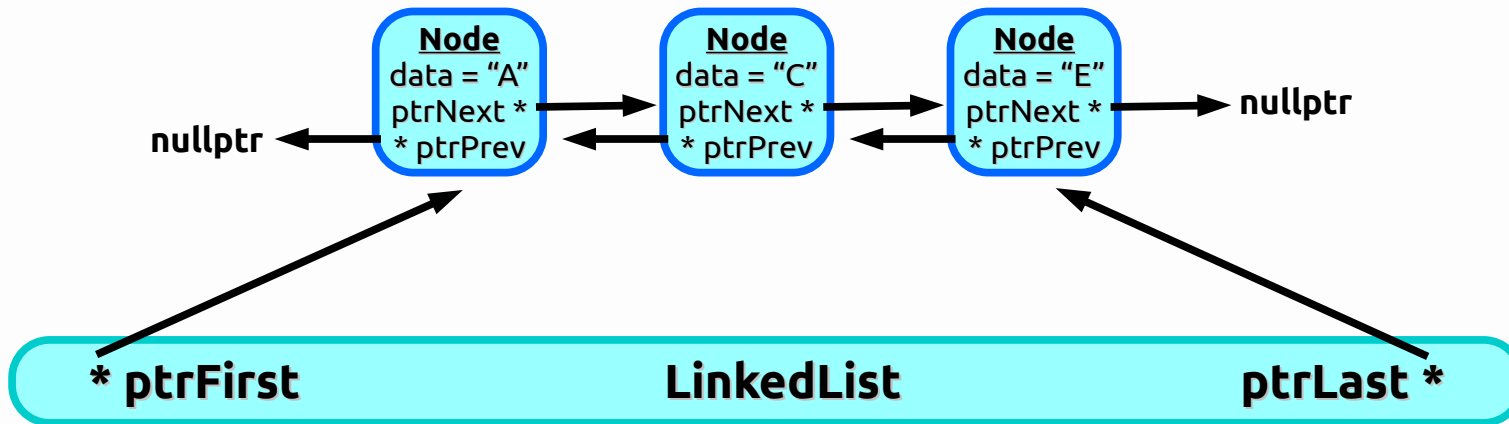 Node
data = “A”
ptrNext *
* ptrPrev
Node
data = “C”
ptrNext *
* ptrPrev
Node
data = “E”
ptrNext *
* ptrPrev
nullptr
nullptr
* ptrFirst
LinkedList
ptrLast *